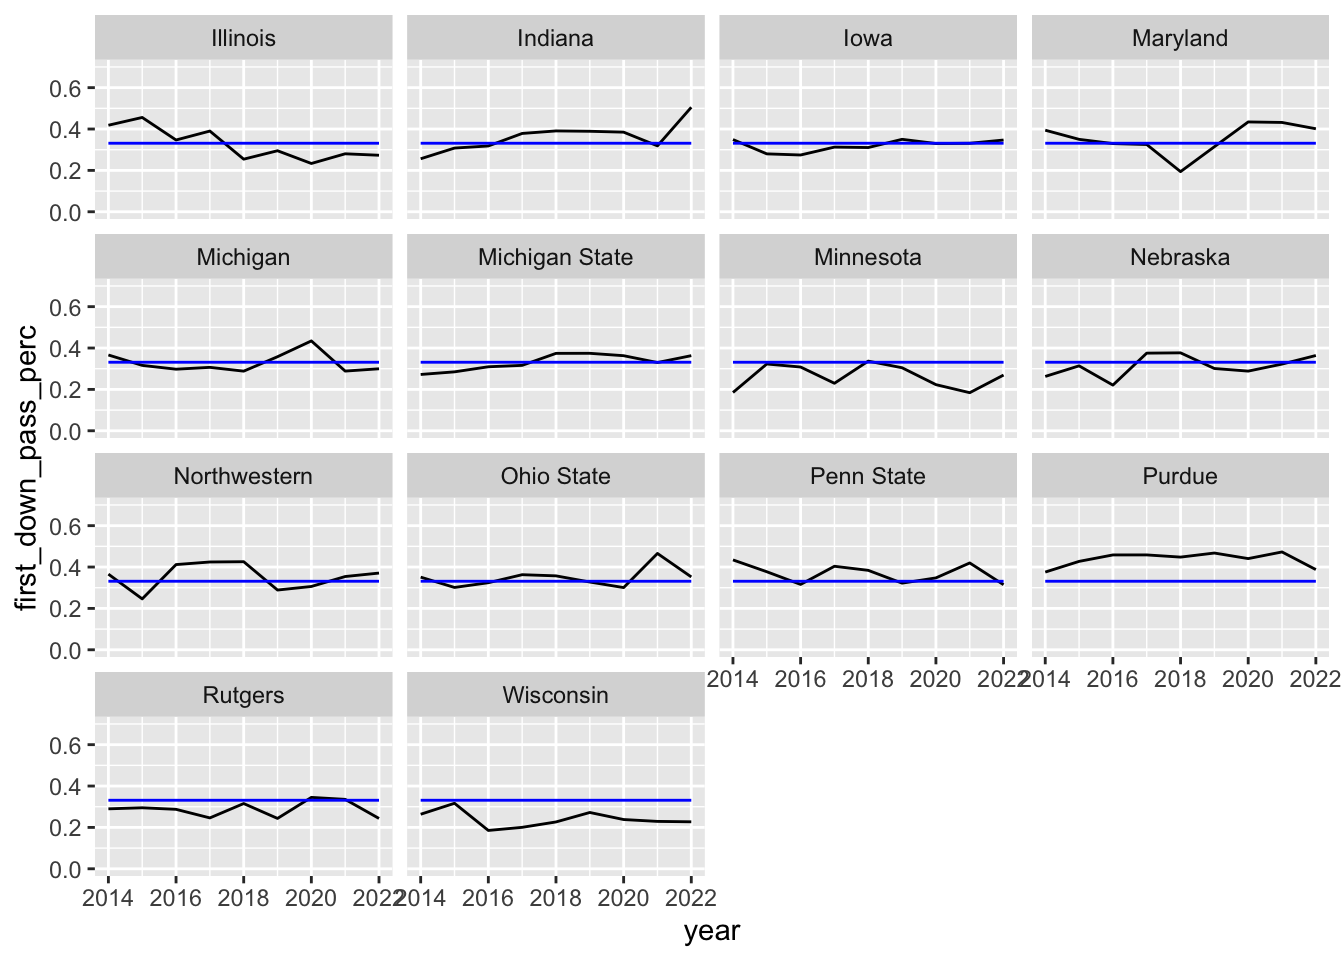 Illinois Indiana Iowa Maryland
0.6
0.4
0.2
0.0
Michigan Michigan State Minnesota Nebraska
0.6
0.4
0.2
0.0
first_down_pass_perc
Northwestern Ohio State Penn State Purdue
0.6
0.4
0.2
0.0
2014 2016 2018 2020 2022 2014 2016 2018 2020 2022
Rutgers Wisconsin
0.6
0.4
0.2
0.0
2014 2016 2018 2020 2022 2014 2016 2018 2020 2022
year